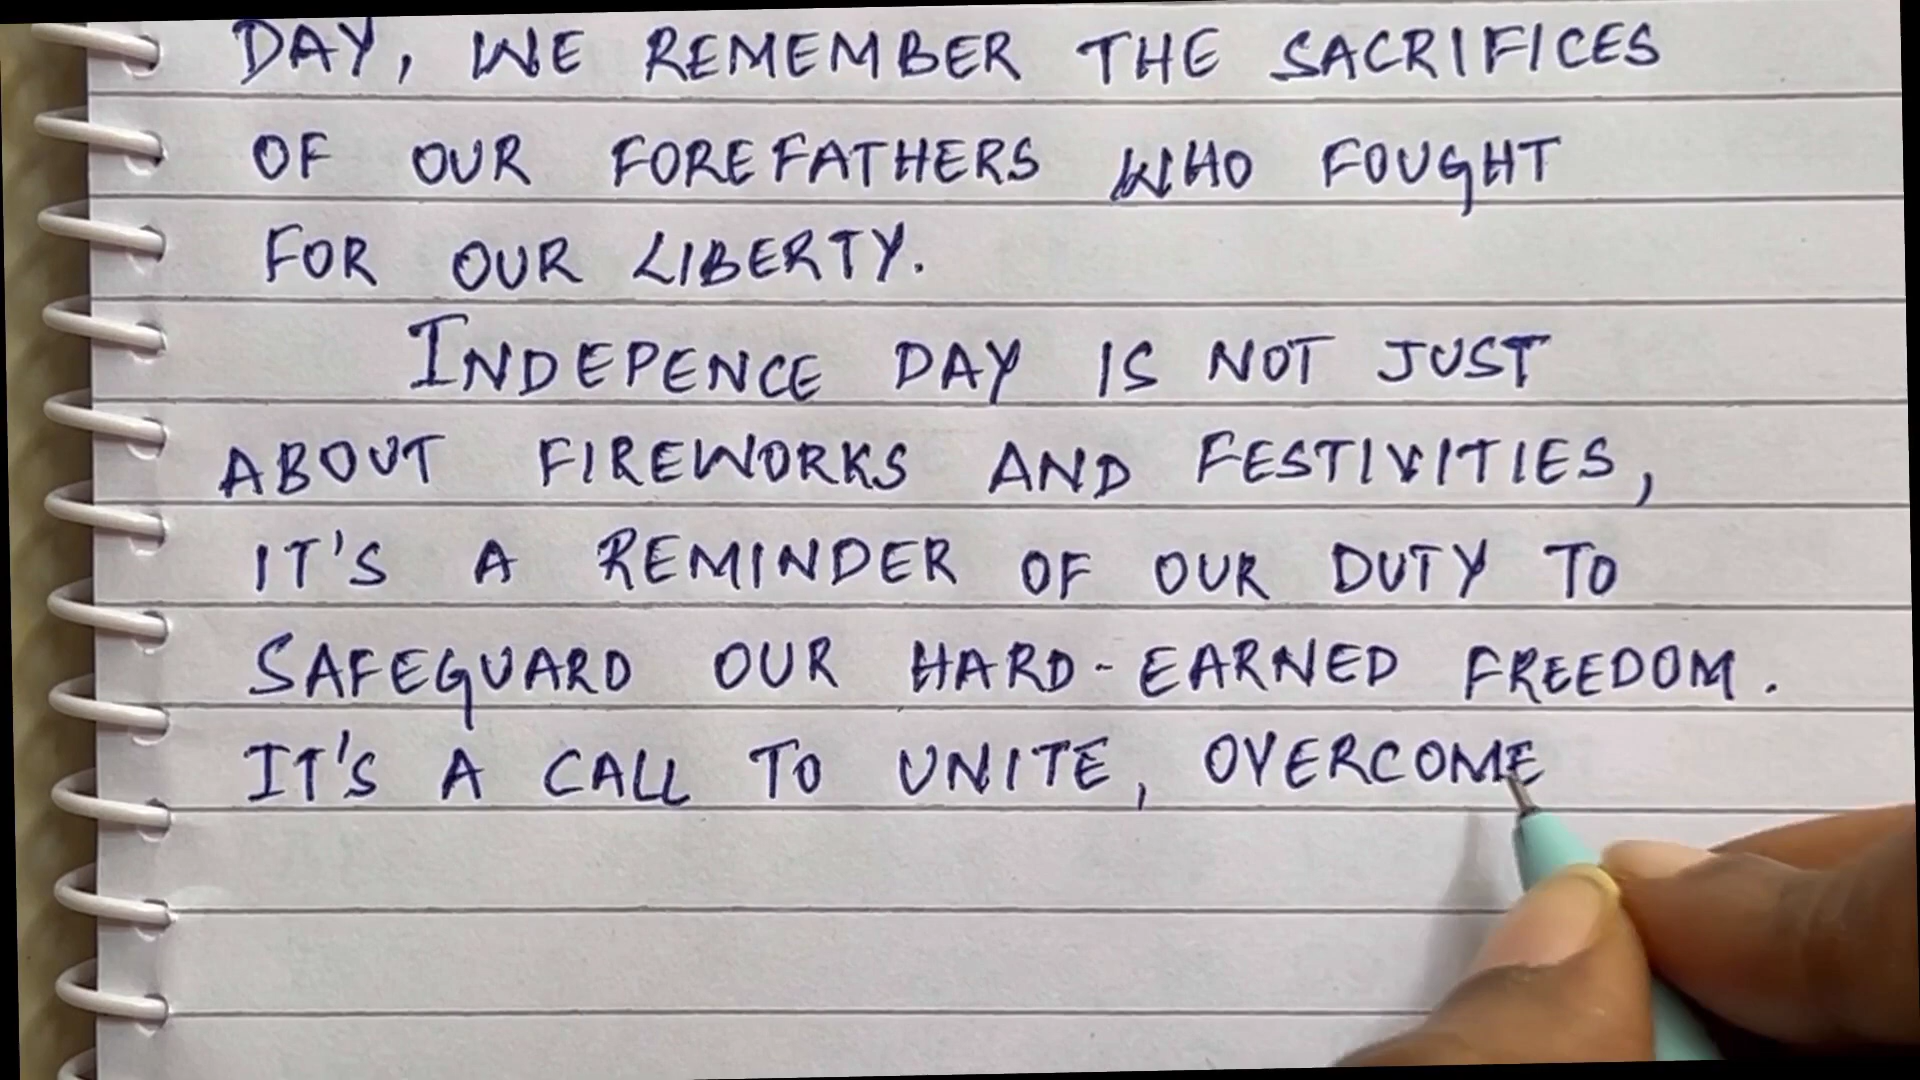 DAY, WE REMEMBER THE SACRIFICES
OF OUR FOREFATHERS WHO FOUGHT
FOR OUR LIBERTY.
INDEPENCE DAY IS NOT JUST
ABOUT FIREWORKS AND FESTIVITIES,
IT'S A REMINDER OF OUR DUTY TO
SAFEGUARD OUR HARD-EARNED FREEDOM.
IT'S A CALL TO UNITE, OVERCOME